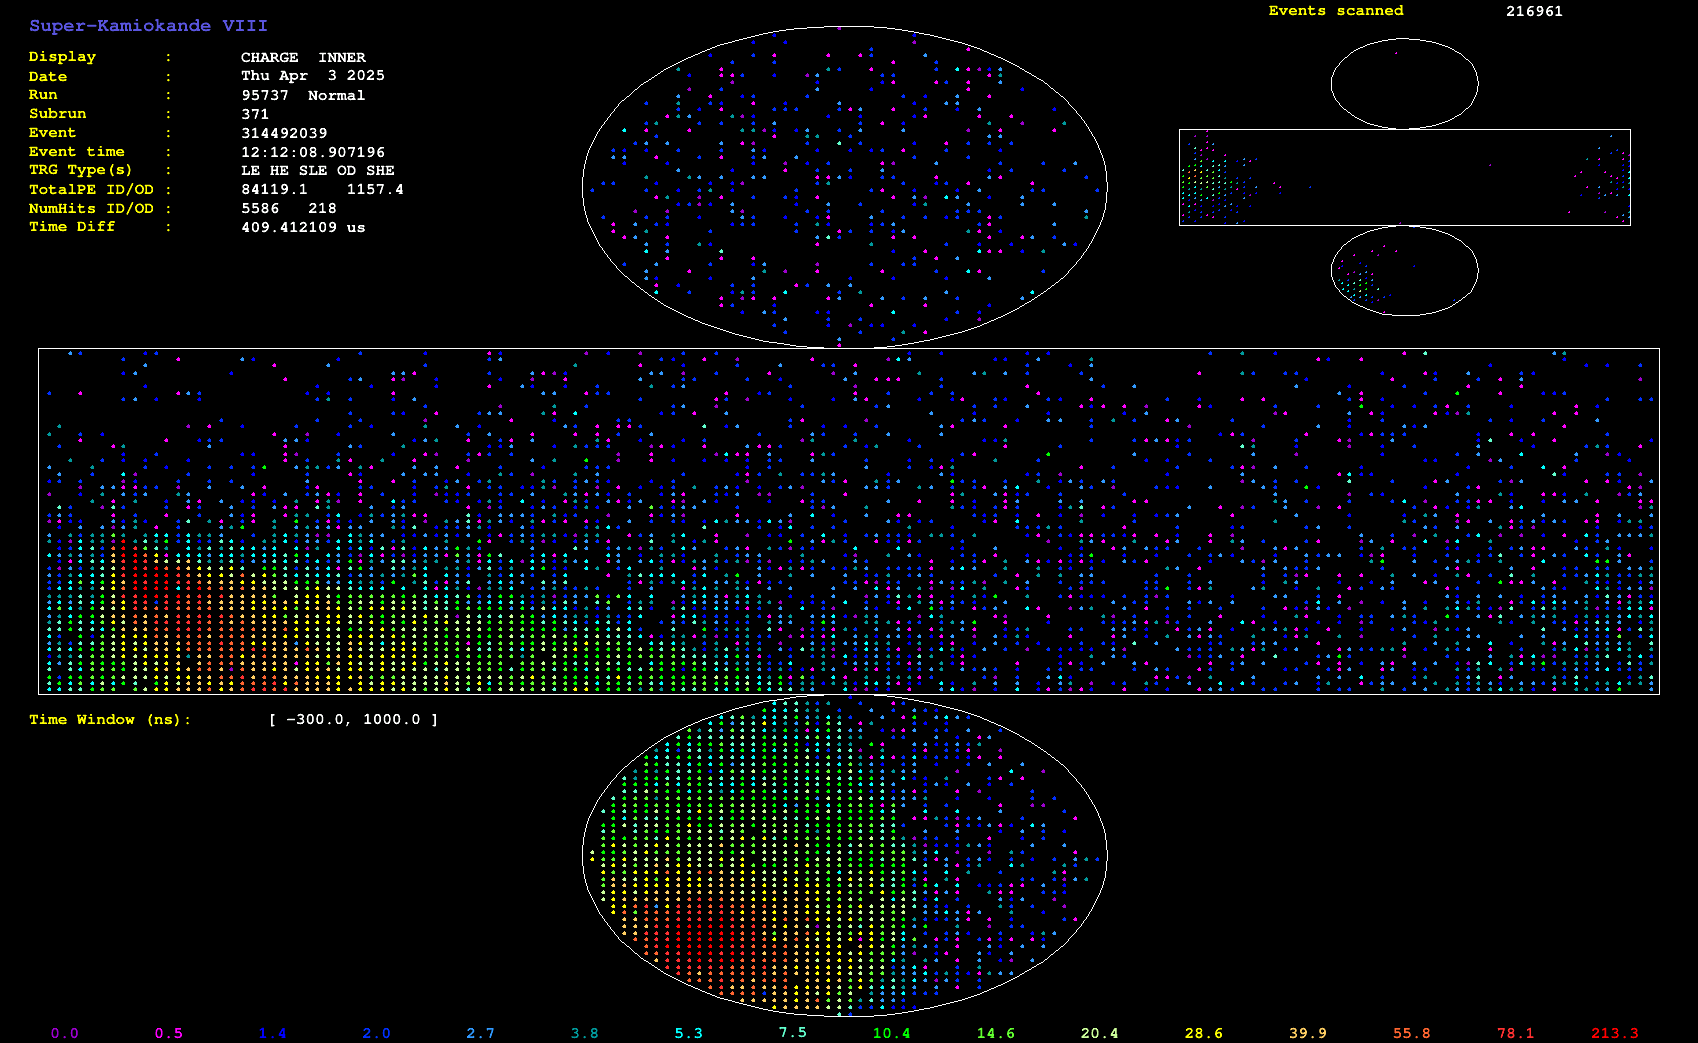 Super-Kamiokande VIII
Display : CHARGE INNER
Date : Thu Apr 3 2025
Run : 95737 Normal
Subrun : 371
Event : 314492039
Event time : 12:12:08.907196
TRG Type(s) : LE HE SLE OD SHE
TotalPE ID/OD : 84119.1 1157.4
NumHits ID/OD : 5586 218
Time Diff : 409.412109 us
Events scanned 216961
Time Window (ns): [ -300.0, 1000.0 ]
0.0 0.5 1.4 2.0 2.7 3.8 5.3 7.5 10.4 14.6 20.4 28.6 39.9 55.8 78.1 213.3